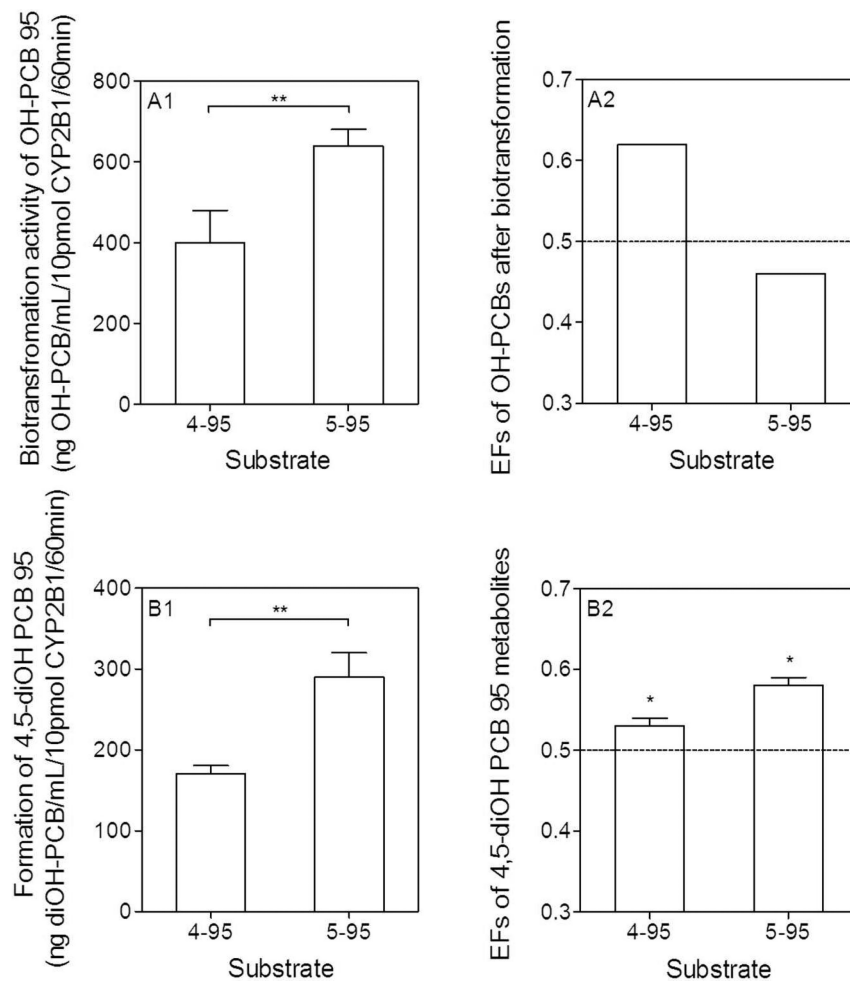 Biotransfromation activity of OH-PCB 95
(ng OH-PCB/mL/10pmol CYP2B1/60min)
800
600
400
200
0
A1
**
4-95
5-95
Substrate
EFs of OH-PCBs after biotransformation
0.7
0.6
0.5
0.4
0.3
A2
4-95
5-95
Substrate
Formation of 4,5-diOH PCB 95
(ng diOH-PCB/mL/10pmol CYP2B1/60min)
400
300
200
100
0
B1
**
4-95
5-95
Substrate
EFs of 4,5-diOH PCB 95 metabolites
0.7
0.6
0.5
0.4
0.3
B2
*
*
4-95
5-95
Substrate